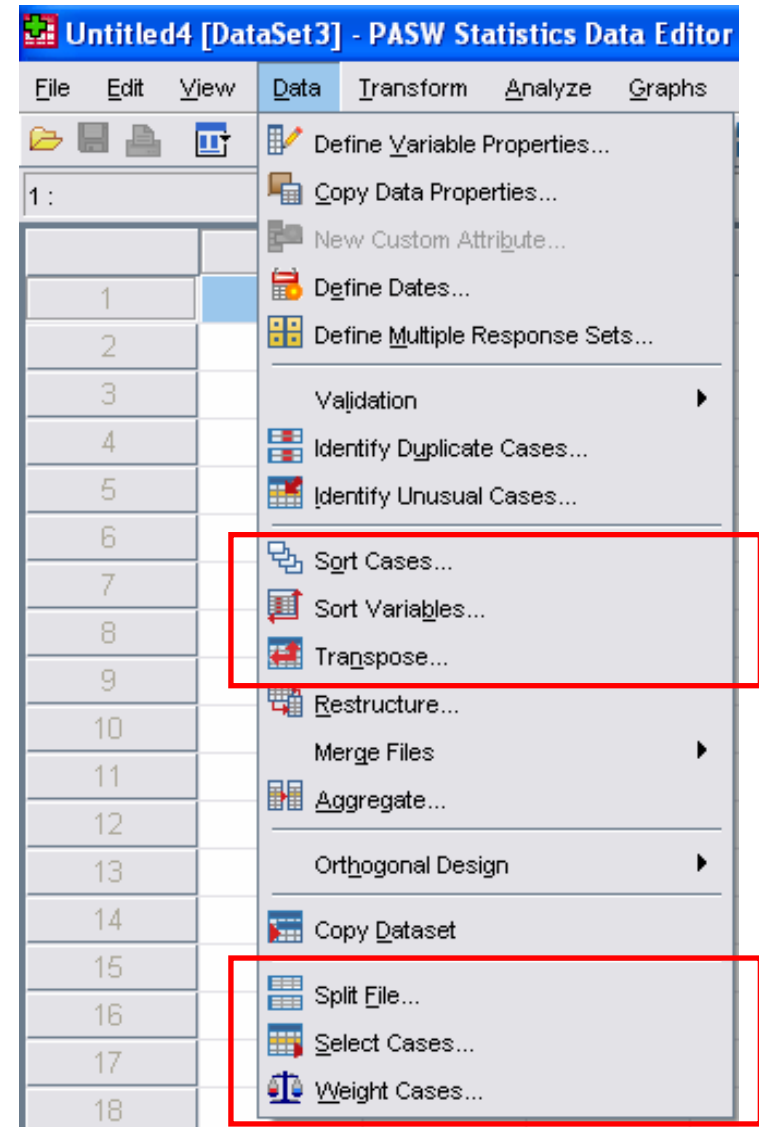 Untitled4 [DataSet3] - PASW Statistics Data Editor
File Edit View Data Transform Analyze Graphs
1 :
Define Variable Properties...
Copy Data Properties...
New Custom Attribute...
Define Dates...
Define Multiple Response Sets...
Validation
Identify Duplicate Cases...
Identify Unusual Cases...
Sort Cases...
Sort Variables...
Transpose...
Restructure...
Merge Files
Aggregate...
Orthogonal Design
Copy Dataset
Split File...
Select Cases...
Weight Cases...
1
2
3
4
5
6
7
8
9
10
11
12
13
14
15
16
17
18